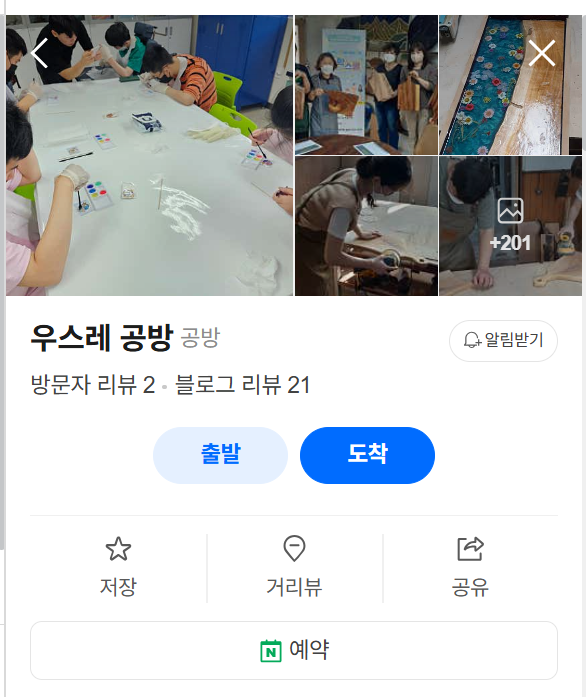 +201
우스레 공방 공방
알림받기
방문자 리뷰 2 • 블로그 리뷰 21
출발 도착
저장 거리뷰 공유
N 예약